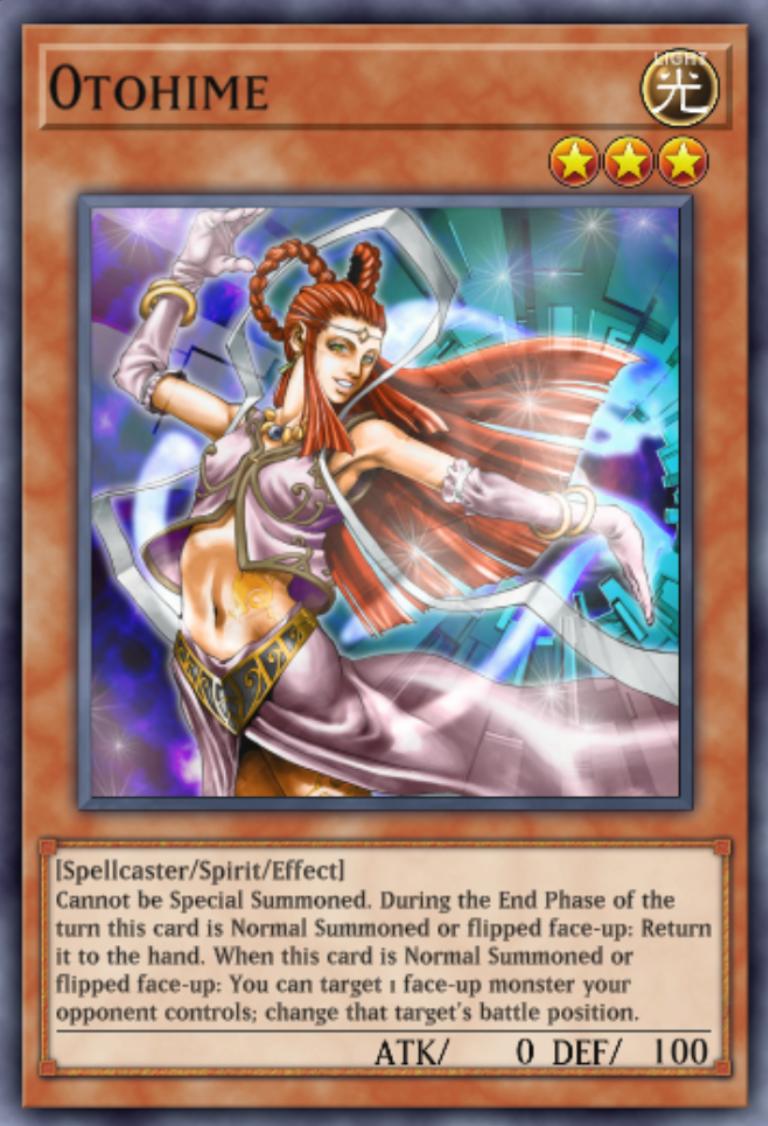 OTOHIME
LIGHT
光
[Spellcaster/Spirit/Effect]
Cannot be Special Summoned. During the End Phase of the
turn this card is Normal Summoned or flipped face-up: Return
it to the hand. When this card is Normal Summoned or
flipped face-up: You can target 1 face-up monster your
opponent controls; change that target's battle position.
ATK/ 0 DEF/ 100